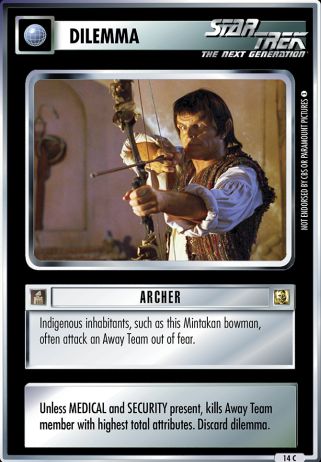 DILEMMA
STAR TREK
THE NEXT GENERATION
NOT ENDORSED BY CBS OR PARAMOUNT PICTURES
ARCHER
Indigenous inhabitants, such as this Mintakan bowman,
often attack an Away Team out of fear.
Unless MEDICAL and SECURITY present, kills Away Team
member with highest total attributes. Discard dilemma.
14 C